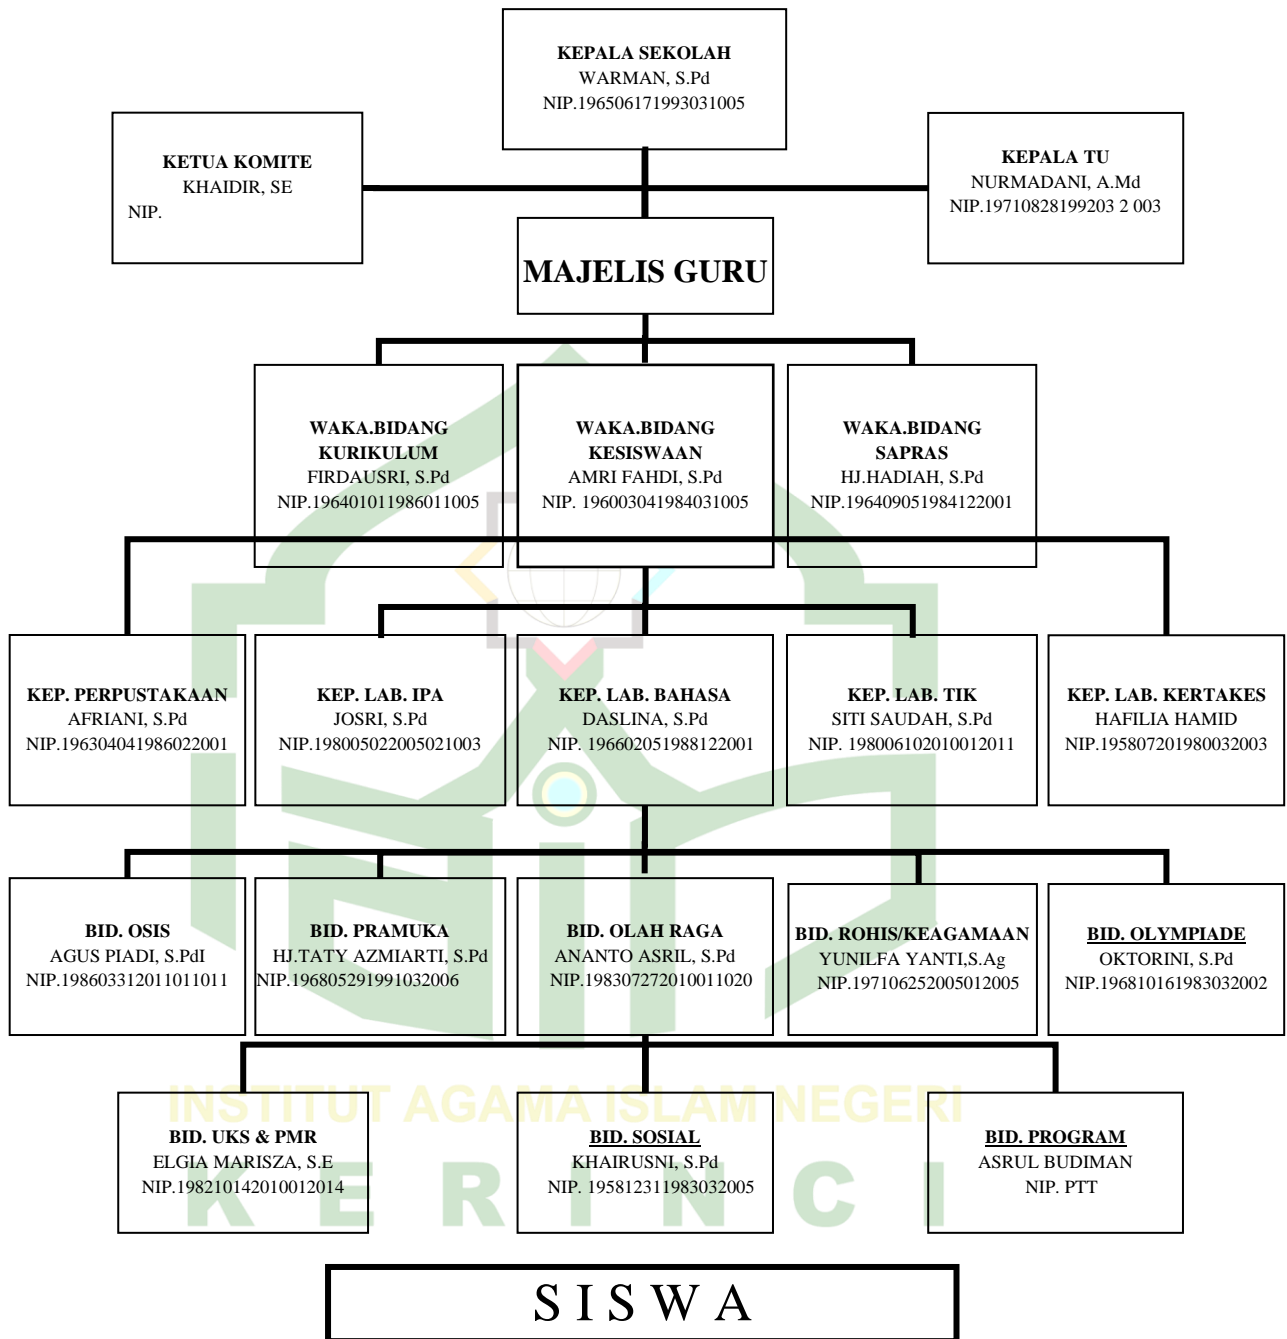 KEPALA SEKOLAH
WARMAN, S.Pd
NIP.196506171993031005
KETUA KOMITE
KHAIDIR, SE
NIP.
KEPALA TU
NURMADANI, A.Md
NIP.19710828199203 2 003
MAJELIS GURU
WAKA.BIDANG
KURIKULUM
FIRDAUSRI, S.Pd
NIP.196401011986011005
WAKA.BIDANG
KESISWAAN
AMRI FAHDI, S.Pd
NIP. 196003041984031005
WAKA.BIDANG
SAPRAS
HJ.HADIAH, S.Pd
NIP.196409051984122001
KEP. PERPUSTAKAAN
AFRIANI, S.Pd
NIP.196304041986022001
KEP. LAB. IPA
JOSRI, S.Pd
NIP.198005022005021003
KEP. LAB. BAHASA
DASLINA, S.Pd
NIP. 196602051988122001
KEP. LAB. TIK
SITI SAUDAH, S.Pd
NIP. 198006102010012011
KEP. LAB. KERTAKES
HAFILIA HAMID
NIP.195807201980032003
BID. OSIS
AGUS PIADI, S.PdI
NIP.198603312011011011
BID. PRAMUKA
HJ.TATY AZMIARTI, S.Pd
NIP.196805291991032006
BID. OLAH RAGA
ANANTO ASRIL, S.Pd
NIP.198307272010011020
BID. ROHIS/KEAGAMAAN
YUNILFA YANTI,S.Ag
NIP.197106252005012005
BID. OLYMPIADE
OKTORINI, S.Pd
NIP.196810161983032002
INSTITUT AGAMA ISLAM NEGERI
BID. UKS & PMR
ELGIA MARISZA, S.E
NIP.198210142010012014
BID. SOSIAL
KHAIRUSNI, S.Pd
NIP. 195812311983032005
BID. PROGRAM
ASRUL BUDIMAN
NIP. PTT
KERINCI
S I S W A